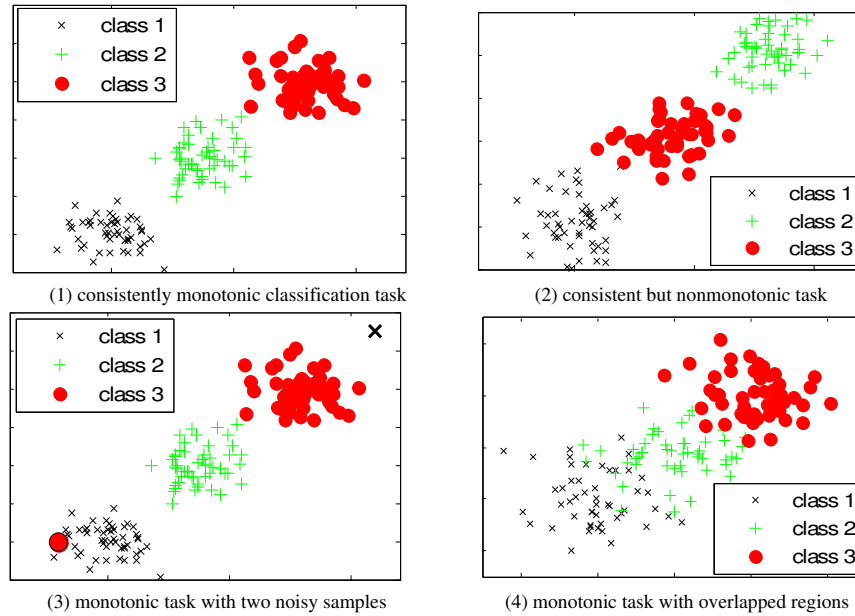 class 1
class 2
class 3
(1) consistently monotonic classification task
class 1
class 2
class 3
(2) consistent but nonmonotonic task
class 1
class 2
class 3
(3) monotonic task with two noisy samples
class 1
class 2
class 3
(4) monotonic task with overlapped regions